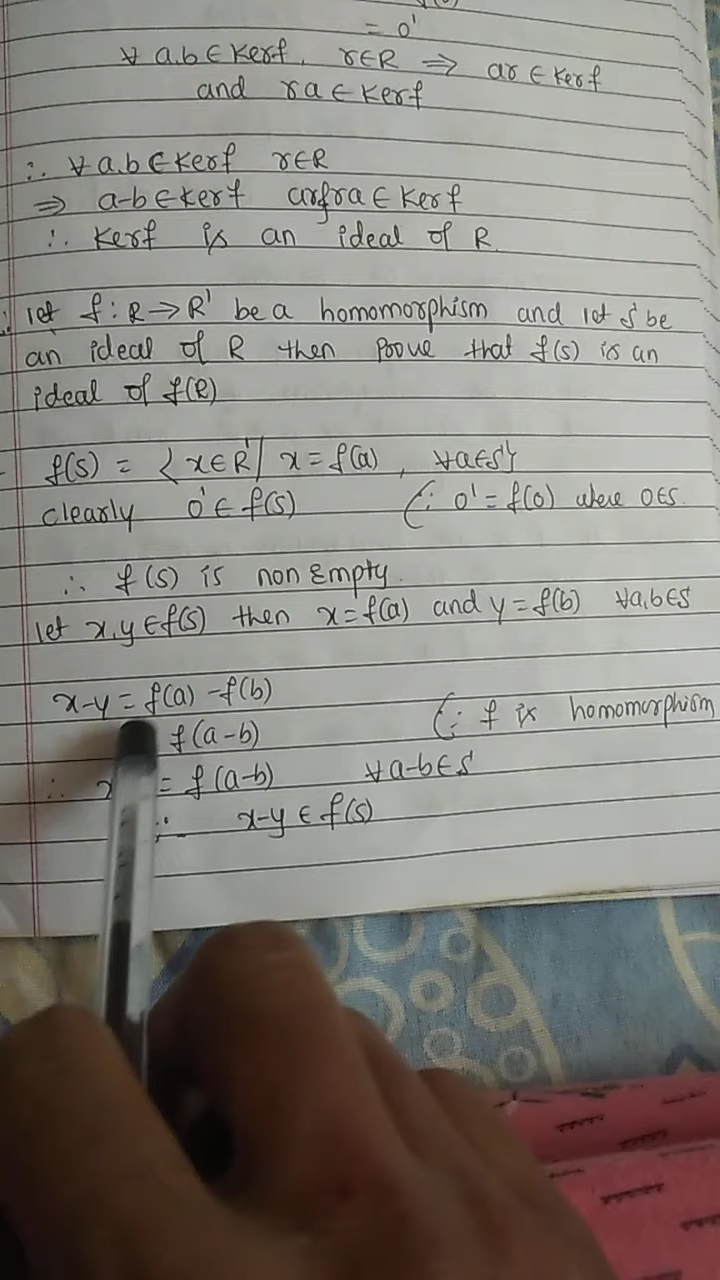 = 0'
∀ a,b ∈ Kerf, r∈R ⇒ ar ∈ Kerf
and ra ∈ Kerf
∴ ∀ a,b ∈ Kerf r∈R
⇒ a-b ∈ Kerf ar, ra ∈ Kerf
∴ Kerf is an ideal of R
let f : R → R' be a homomorphism and let S be
an ideal of R then Prove that f(s) is an
ideal of f(R)
f(s) = {x∈R' / x = f(a) , ∀a∈S}
clearly 0' ∈ f(s) (∵ 0' = f(0) where 0∈S.
∴ f(s) is non Empty.
let x,y ∈ f(s) then x = f(a) and y = f(b) ∀a,b∈S
x-y = f(a) - f(b)
f(a-b) (∵ f is homomorphism
∴ x = f(a-b) ∀ a-b∈S
∴ x-y ∈ f(s)